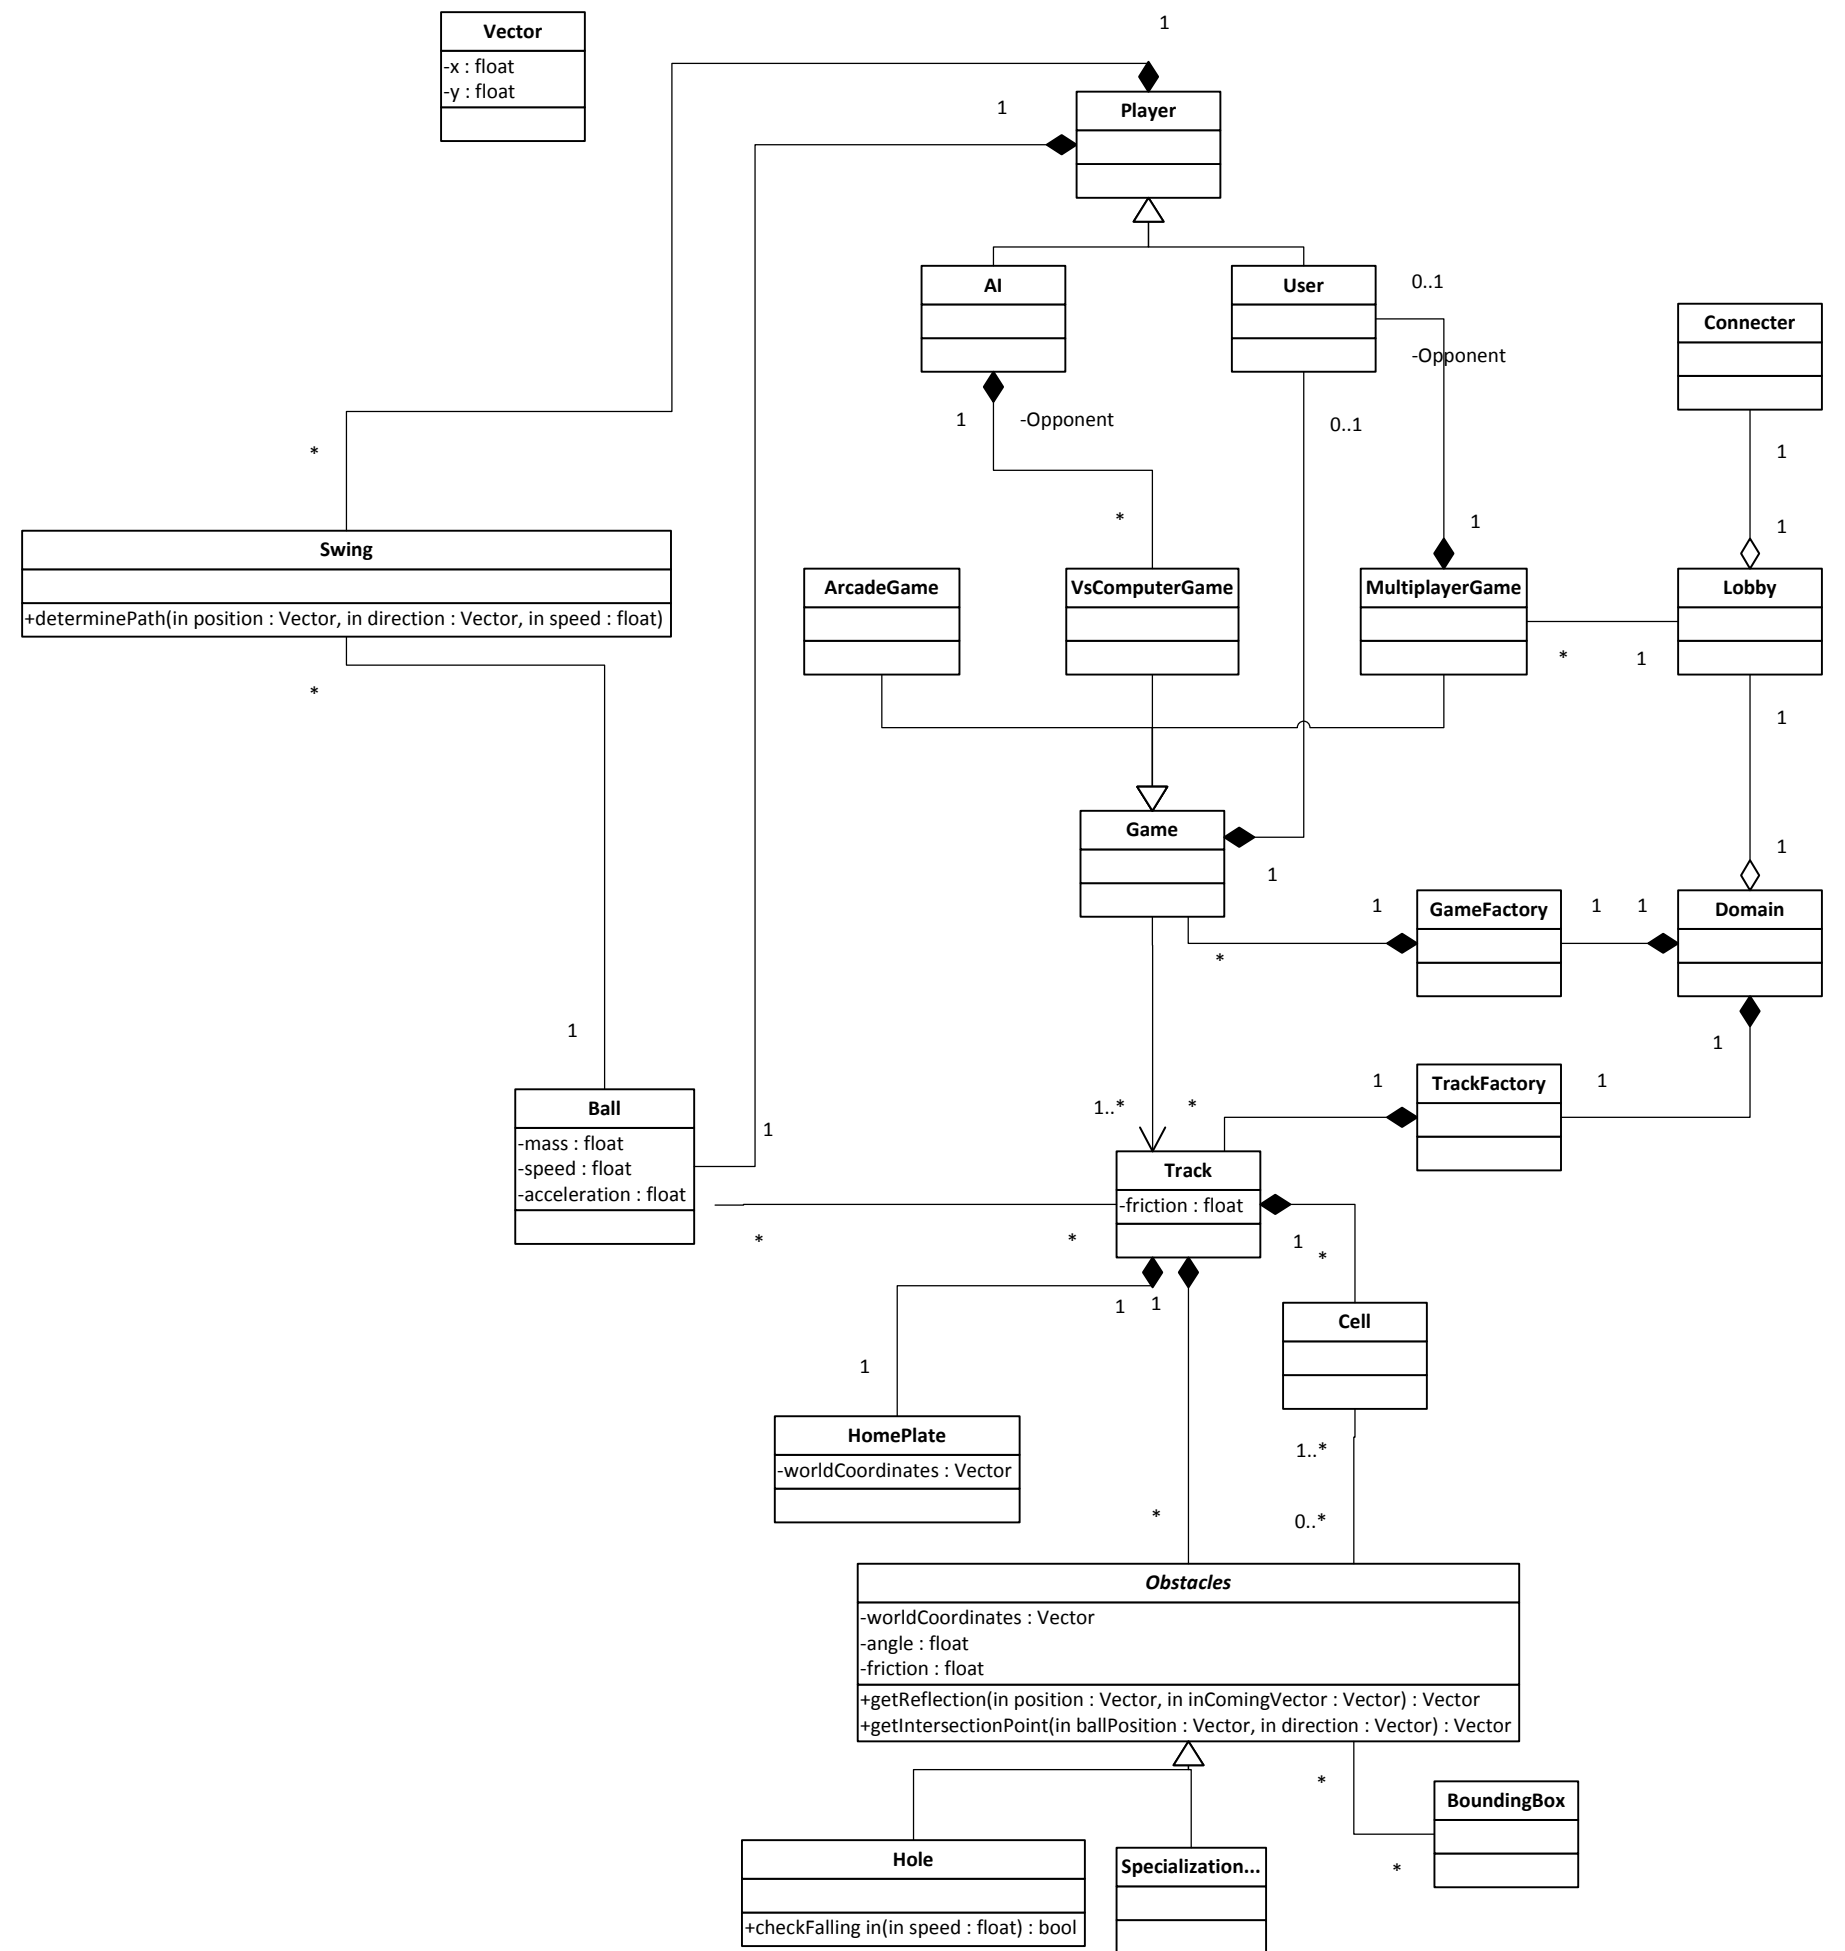 1
Vector
-x : float
-y : float
Player
1
AI
User
0..1
Connecter
-Opponent
1
-Opponent
0..1
1
*
*
1
1
Swing
+determinePath(in position : Vector, in direction : Vector, in speed : float)
ArcadeGame
VsComputerGame
MultiplayerGame
Lobby
*
1
*
1
Game
1
1
GameFactory
1
1
1
Domain
*
1
1
Ball
-mass : float
-speed : float
-acceleration : float
1
1..*
*
1
TrackFactory
1
Track
-friction : float
*
*
1
*
1
1
Cell
1
HomePlate
-worldCoordinates : Vector
1..*
*
0..*
Obstacles
-worldCoordinates : Vector
-angle : float
-friction : float
+getReflection(in position : Vector, in inComingVector : Vector) : Vector
+getIntersectionPoint(in ballPosition : Vector, in direction : Vector) : Vector
*
BoundingBox
*
Hole
+checkFalling in(in speed : float) : bool
Specialization...